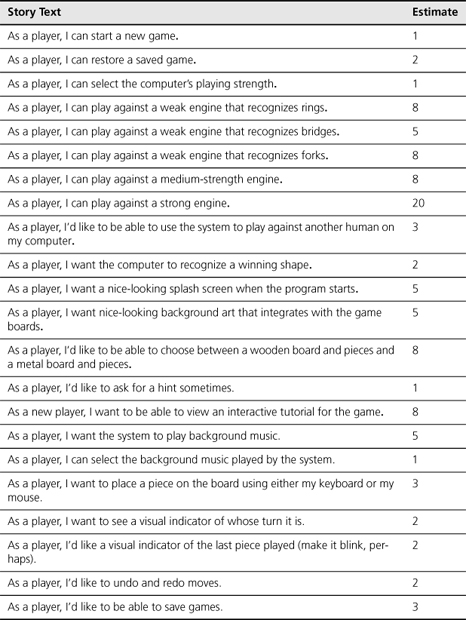 Story Text Estimate
As a player, I can start a new game. 1
As a player, I can restore a saved game. 2
As a player, I can select the computer's playing strength. 1
As a player, I can play against a weak engine that recognizes rings. 8
As a player, I can play against a weak engine that recognizes bridges. 5
As a player, I can play against a weak engine that recognizes forks. 8
As a player, I can play against a medium-strength engine. 8
As a player, I can play against a strong engine. 20
As a player, I'd like to be able to use the system to play against another human on 3
my computer.
As a player, I want the computer to recognize a winning shape. 2
As a player, I want a nice-looking splash screen when the program starts. 5
As a player, I want nice-looking background art that integrates with the game 5
boards.
As a player, I'd like to be able to choose between a wooden board and pieces and 8
a metal board and pieces.
As a player, I'd like to ask for a hint sometimes. 1
As a new player, I want to be able to view an interactive tutorial for the game. 8
As a player, I want the system to play background music. 5
As a player, I can select the background music played by the system. 1
As a player, I want to place a piece on the board using either my keyboard or my 3
mouse.
As a player, I want to see a visual indicator of whose turn it is. 2
As a player, I'd like a visual indicator of the last piece played (make it blink, per- 2
haps).
As a player, I'd like to undo and redo moves. 2
As a player, I'd like to be able to save games. 3